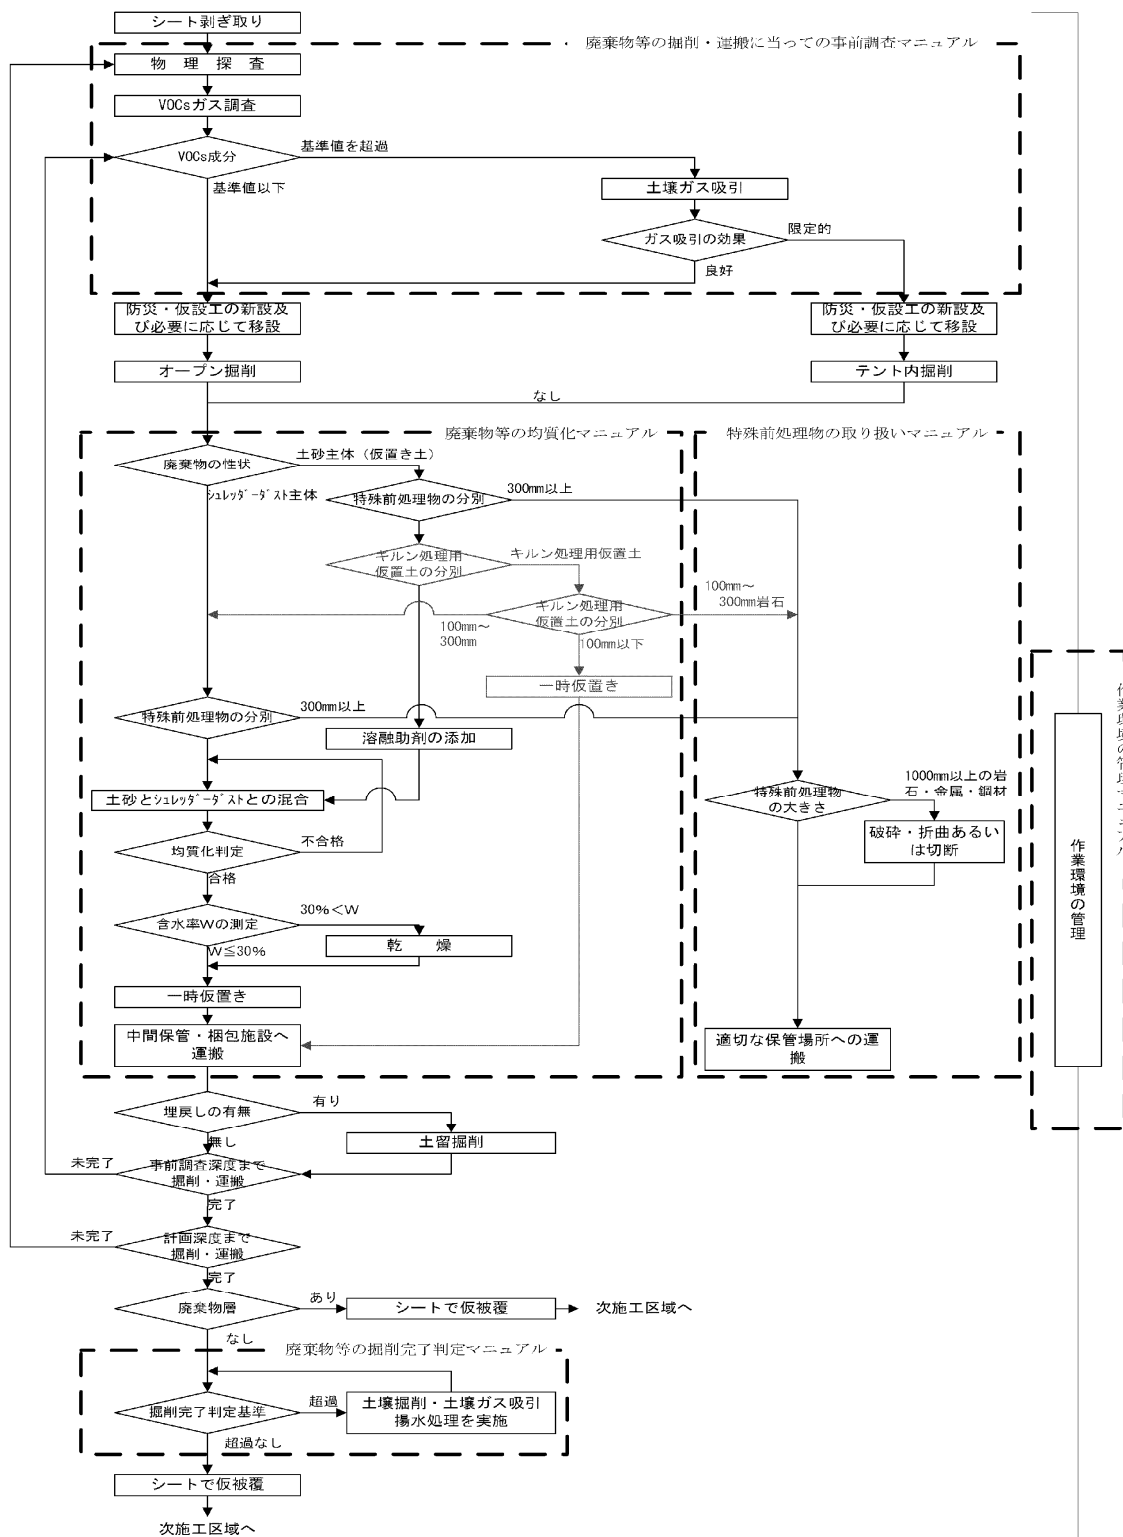 シート剥ぎ取り
廃棄物等の掘削・運搬に当っての事前調査マニュアル
物　理　探　査
VOCsガス調査
VOCs成分
基準値を超過
基準値以下
土壌ガス吸引
ガス吸引の効果
限定的
良好
防災・仮設工の新設及
び必要に応じて移設
防災・仮設工の新設及
び必要に応じて移設
オープン掘削
テント内掘削
なし
廃棄物等の均質化マニュアル
特殊前処理物の取り扱いマニュアル
廃棄物の性状
土砂主体（仮置き土）
ｼｭﾚｯﾀﾞｰﾀﾞｽﾄ主体
特殊前処理物の分別
300mm以上
キルン処理用
仮置土の分別
キルン処理用仮置土
キルン処理用
仮置土の分別
100mm～
300mm岩石
100mm～
300mm
100mm以下
一時仮置き
特殊前処理物の分別
300mm以上
溶融助剤の添加
土砂とｼｭﾚｯﾀﾞｰﾀﾞｽﾄとの混合
特殊前処理物
の大きさ
1000mm以上の岩
石・金属・鋼材
破砕・折曲あるい
は切断
均質化判定
不合格
合格
含水率Wの測定
30%＜W
W≦30%
乾　　燥
一時仮置き
中間保管・梱包施設へ
運搬
適切な保管場所への運
搬
作業環境の管理マニュアル
作業環境の管理
埋戻しの有無
有り
無し
土留掘削
事前調査深度まで
掘削・運搬
未完了
完了
計画深度まで
掘削・運搬
未完了
完了
廃棄物層
あり
シートで仮被覆
次施工区域へ
なし
廃棄物等の掘削完了判定マニュアル
掘削完了判定基準
超過
土壌掘削・土壌ガス吸引
揚水処理を実施
超過なし
シートで仮被覆
次施工区域へ